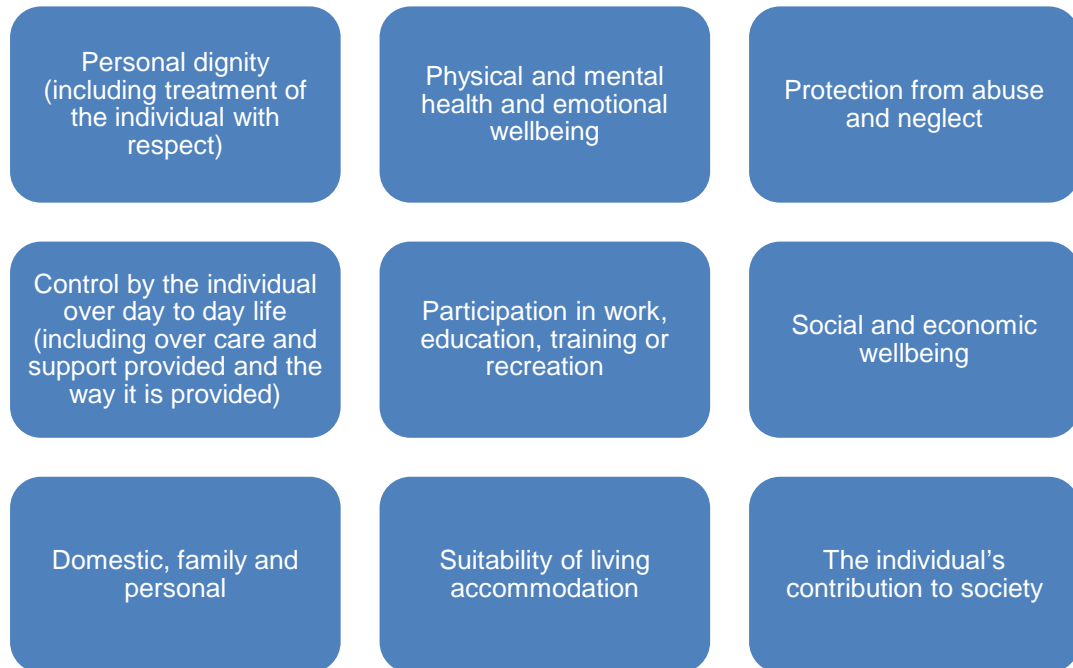 Personal dignity
(including treatment of
the individual with
respect)
Physical and mental
health and emotional
wellbeing
Protection from abuse
and neglect
Control by the individual
over day to day life
(including over care and
support provided and the
way it is provided)
Participation in work,
education, training or
recreation
Social and economic
wellbeing
Domestic, family and
personal
Suitability of living
accommodation
The individual’s
contribution to society